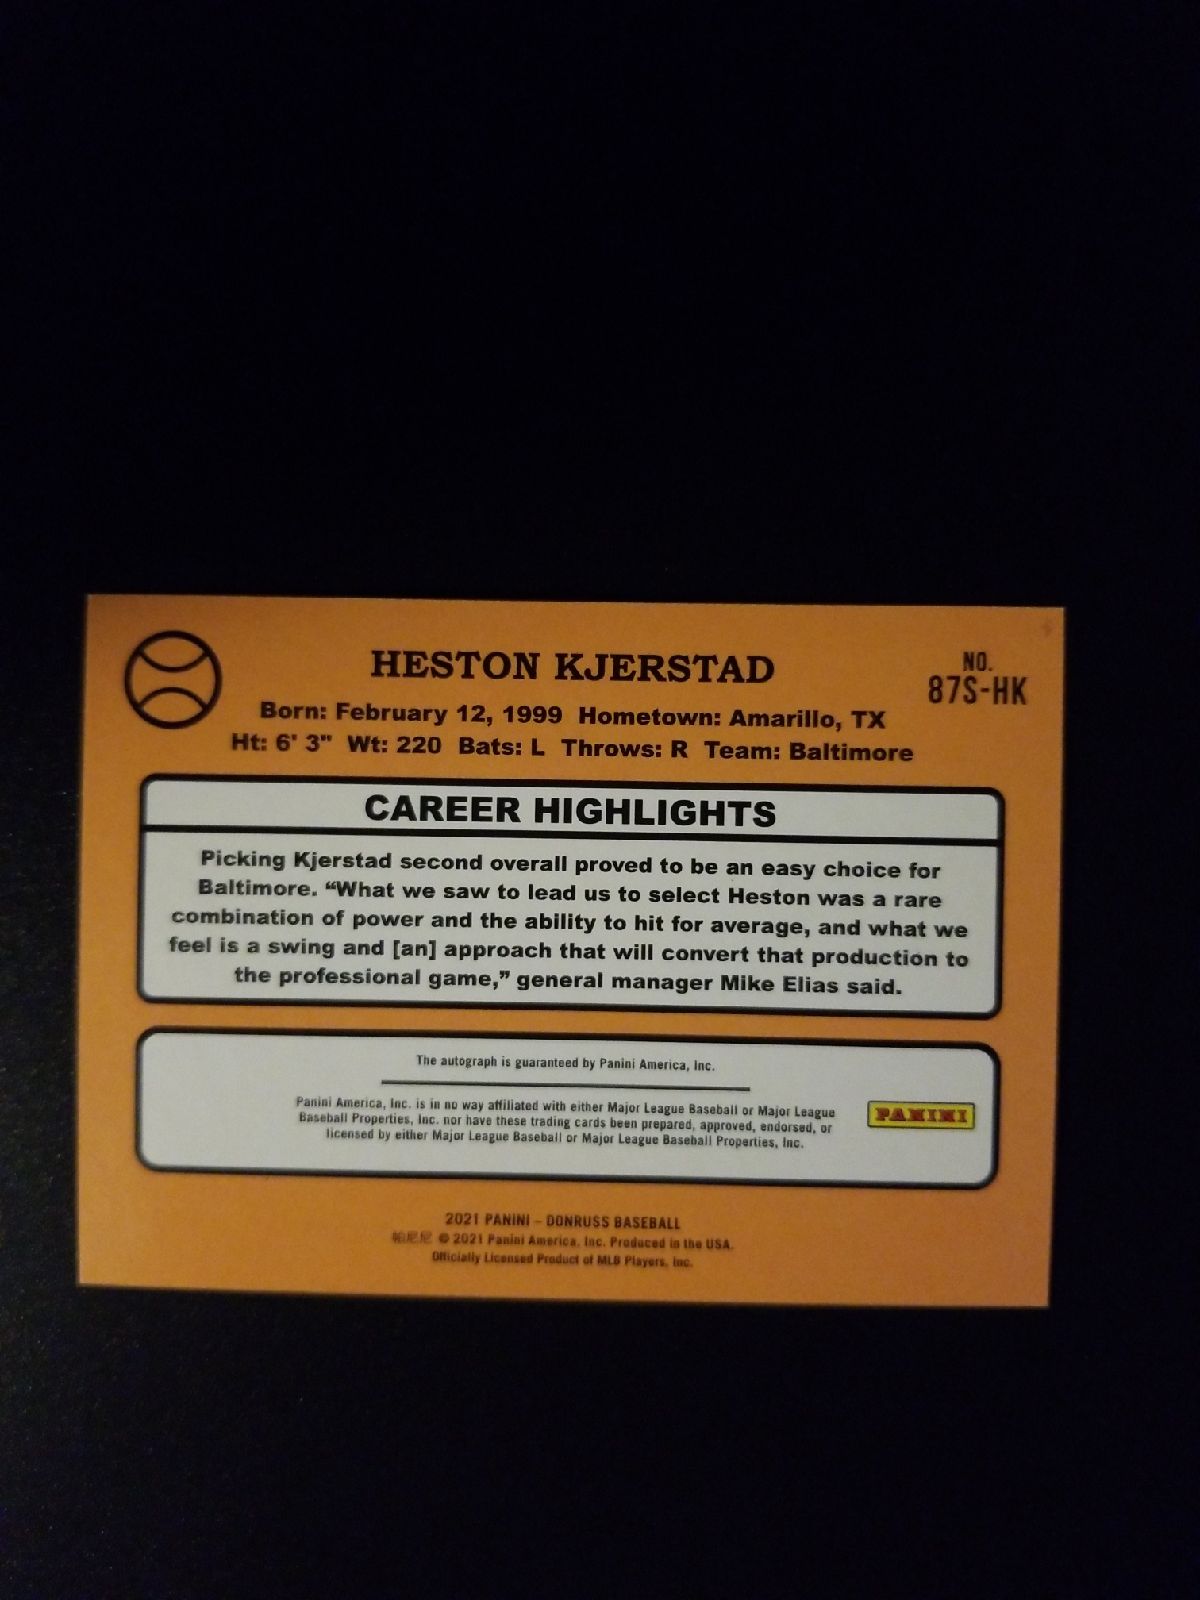 HESTON KJERSTAD
NO.
87S-HK
Born: February 12, 1999 Hometown: Amarillo, TX
Ht: 6' 3" Wt: 220 Bats: L Throws: R Team: Baltimore
CAREER HIGHLIGHTS
Picking Kjerstad second overall proved to be an easy choice for
Baltimore. “What we saw to lead us to select Heston was a rare
combination of power and the ability to hit for average, and what we
feel is a swing and [an] approach that will convert that production to
the professional game,” general manager Mike Elias said.
The autograph is guaranteed by Panini America, Inc.
Panini America, Inc. is in no way affiliated with either Major League Baseball or Major League
Baseball Properties, Inc. nor have these trading cards been prepared, approved, endorsed, or
licensed by either Major League Baseball or Major League Baseball Properties, Inc.
PANINI
2021 PANINI – DONRUSS BASEBALL
帕尼尼 © 2021 Panini America, Inc. Produced in the USA.
Officially Licensed Product of MLB Players, Inc.